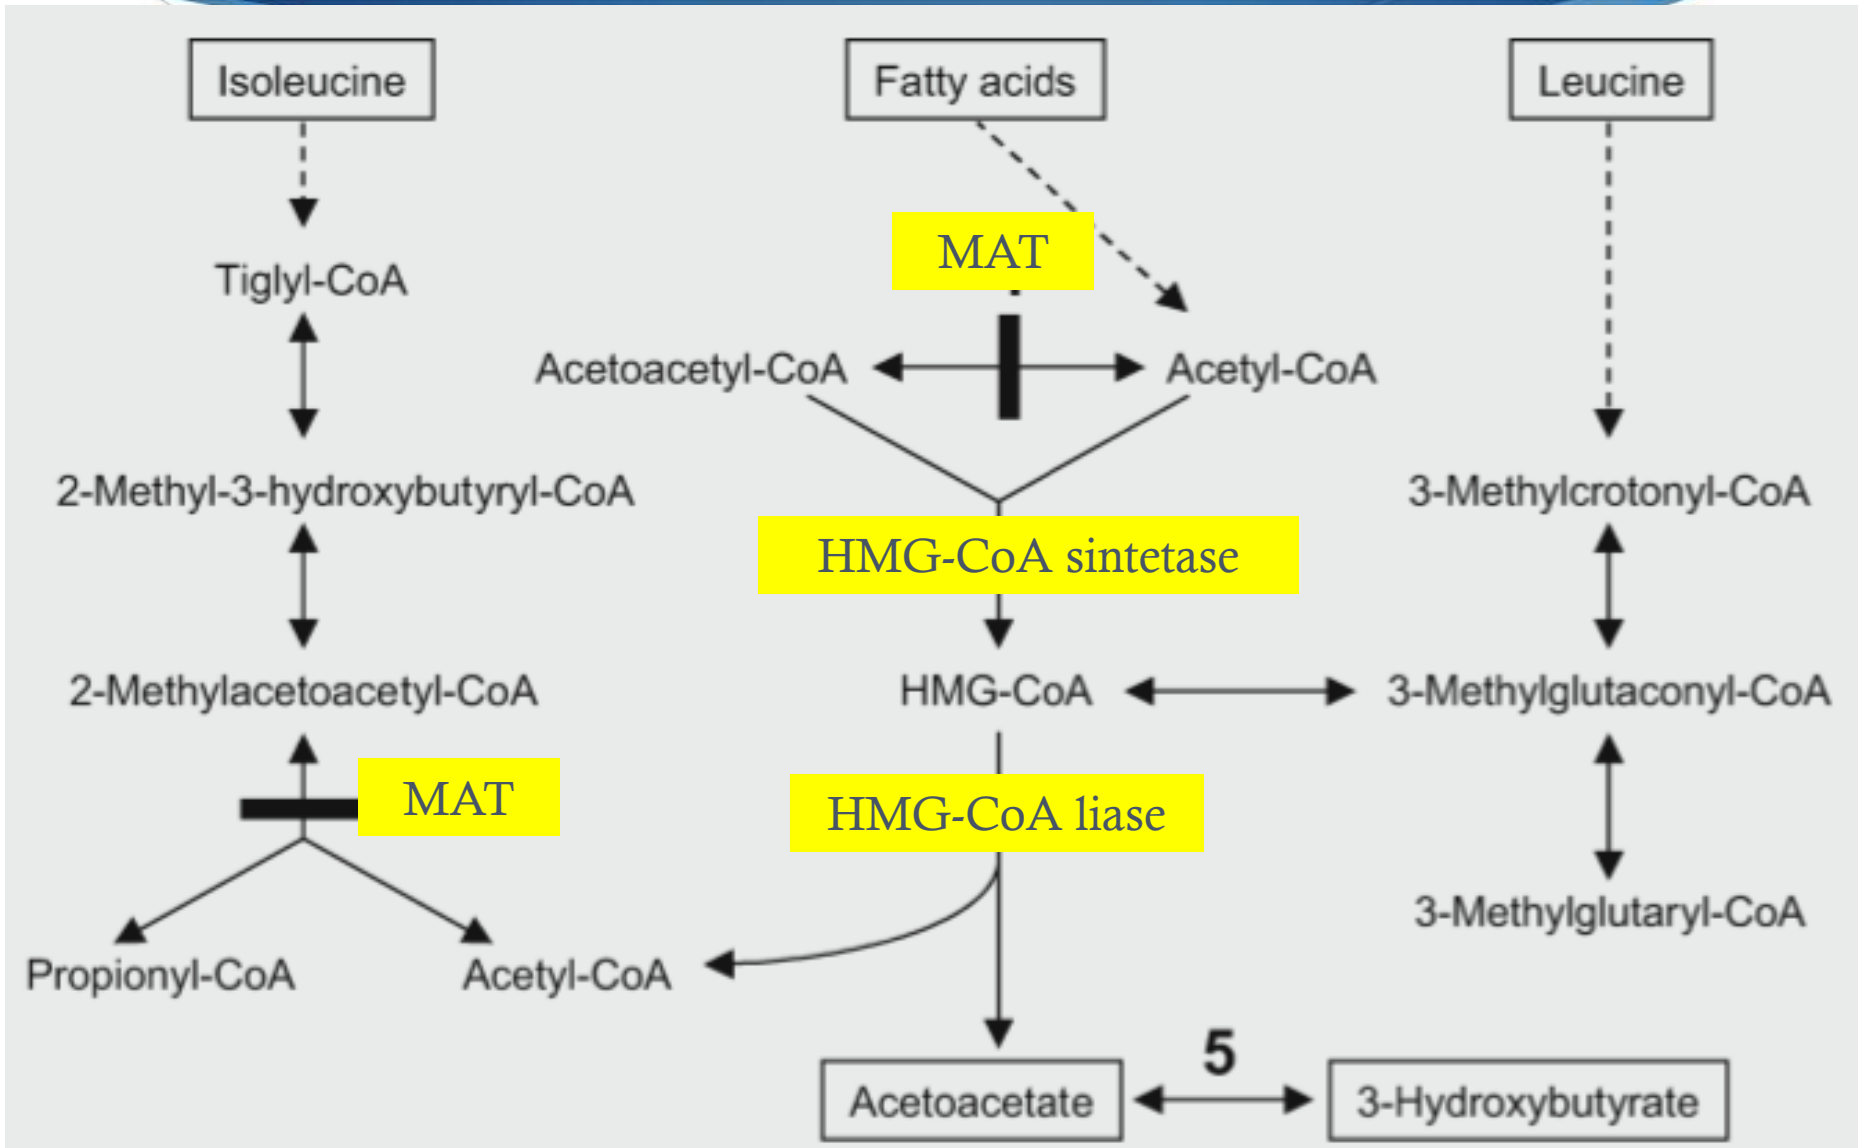 Isoleucine
Fatty acids
Leucine
MAT
Tiglyl-CoA
Acetoacetyl-CoA
Acetyl-CoA
2-Methyl-3-hydroxybutyryl-CoA
3-Methylcrotonyl-CoA
HMG-CoA sintetase
2-Methylacetoacetyl-CoA
HMG-CoA
3-Methylglutaconyl-CoA
MAT
HMG-CoA liase
3-Methylglutaryl-CoA
Propionyl-CoA
Acetyl-CoA
5
Acetoacetate
3-Hydroxybutyrate